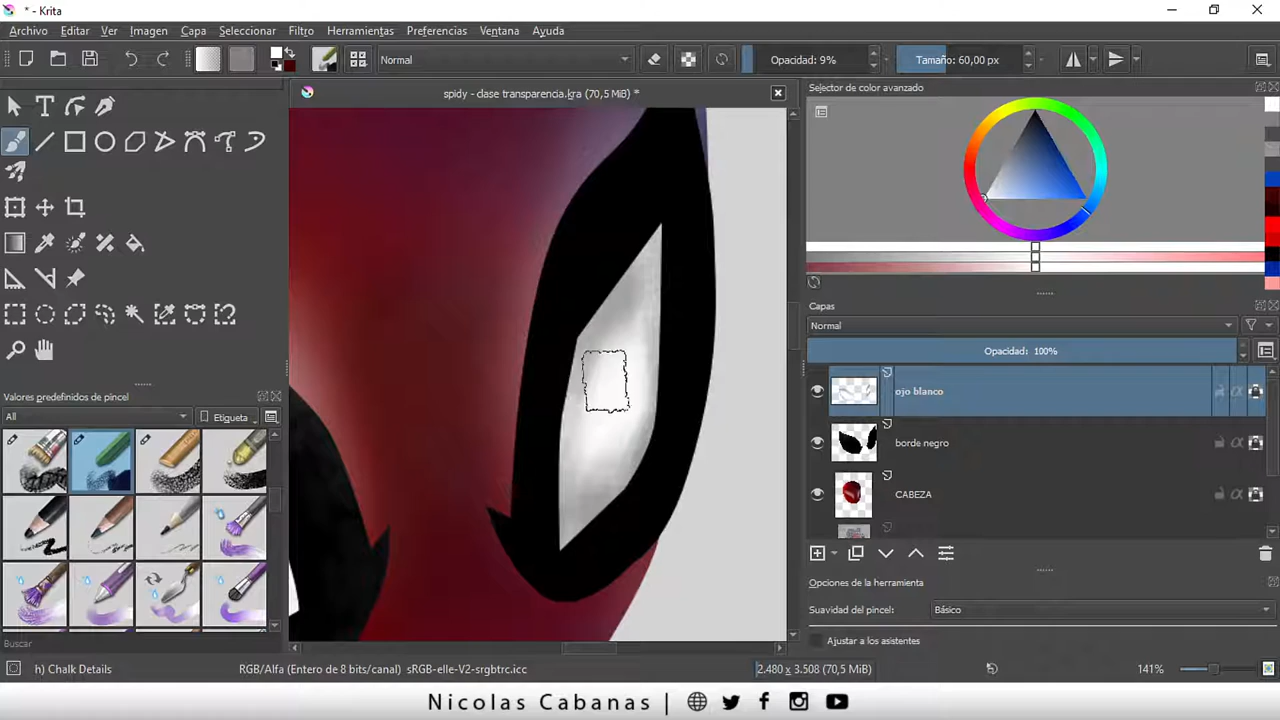 * - Krita
Archivo Editar Ver Imagen Capa Seleccionar Filtro Herramientas Preferencias Ventana Ayuda
Normal Opacidad: 9% Tamaño: 60,00 px
spidy - clase transparencia.kra (70,5 MiB) *
Selector de color avanzado
Capas
Normal
Opacidad: 100%
ojo blanco
borde negro
CABEZA
Valores predefinidos de pincel
All Etiqueta
Opciones de la herramienta
Suavidad del pincel: Básico
Ajustar a los asistentes
Buscar
h) Chalk Details RGB/Alfa (Entero de 8 bits/canal) sRGB-elle-V2-srgbtrc.icc 2.480 x 3.508 (70,5 MiB) 141%
Nicolas Cabanas |